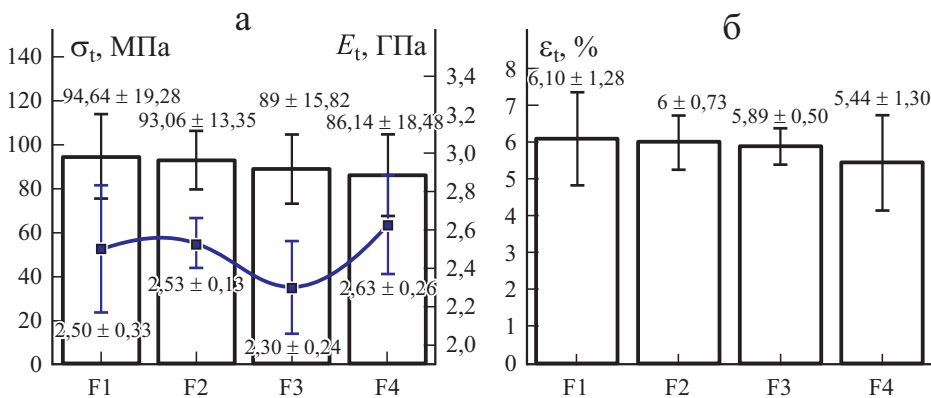 а
σt, МПа
Et, ГПа
140
120
100
80
60
40
20
0
94,64 ± 19,28
93,06 ± 13,35
89 ± 15,82
86,14 ± 18,48
2,50 ± 0,33
2,53 ± 0,13
2,30 ± 0,24
2,63 ± 0,26
3,4
3,2
3,0
2,8
2,6
2,4
2,2
2,0
F1 F2 F3 F4
б
εt, %
8
7
6
5
4
3
2
1
0
6,10 ± 1,28
6 ± 0,73
5,89 ± 0,50
5,44 ± 1,30
F1 F2 F3 F4